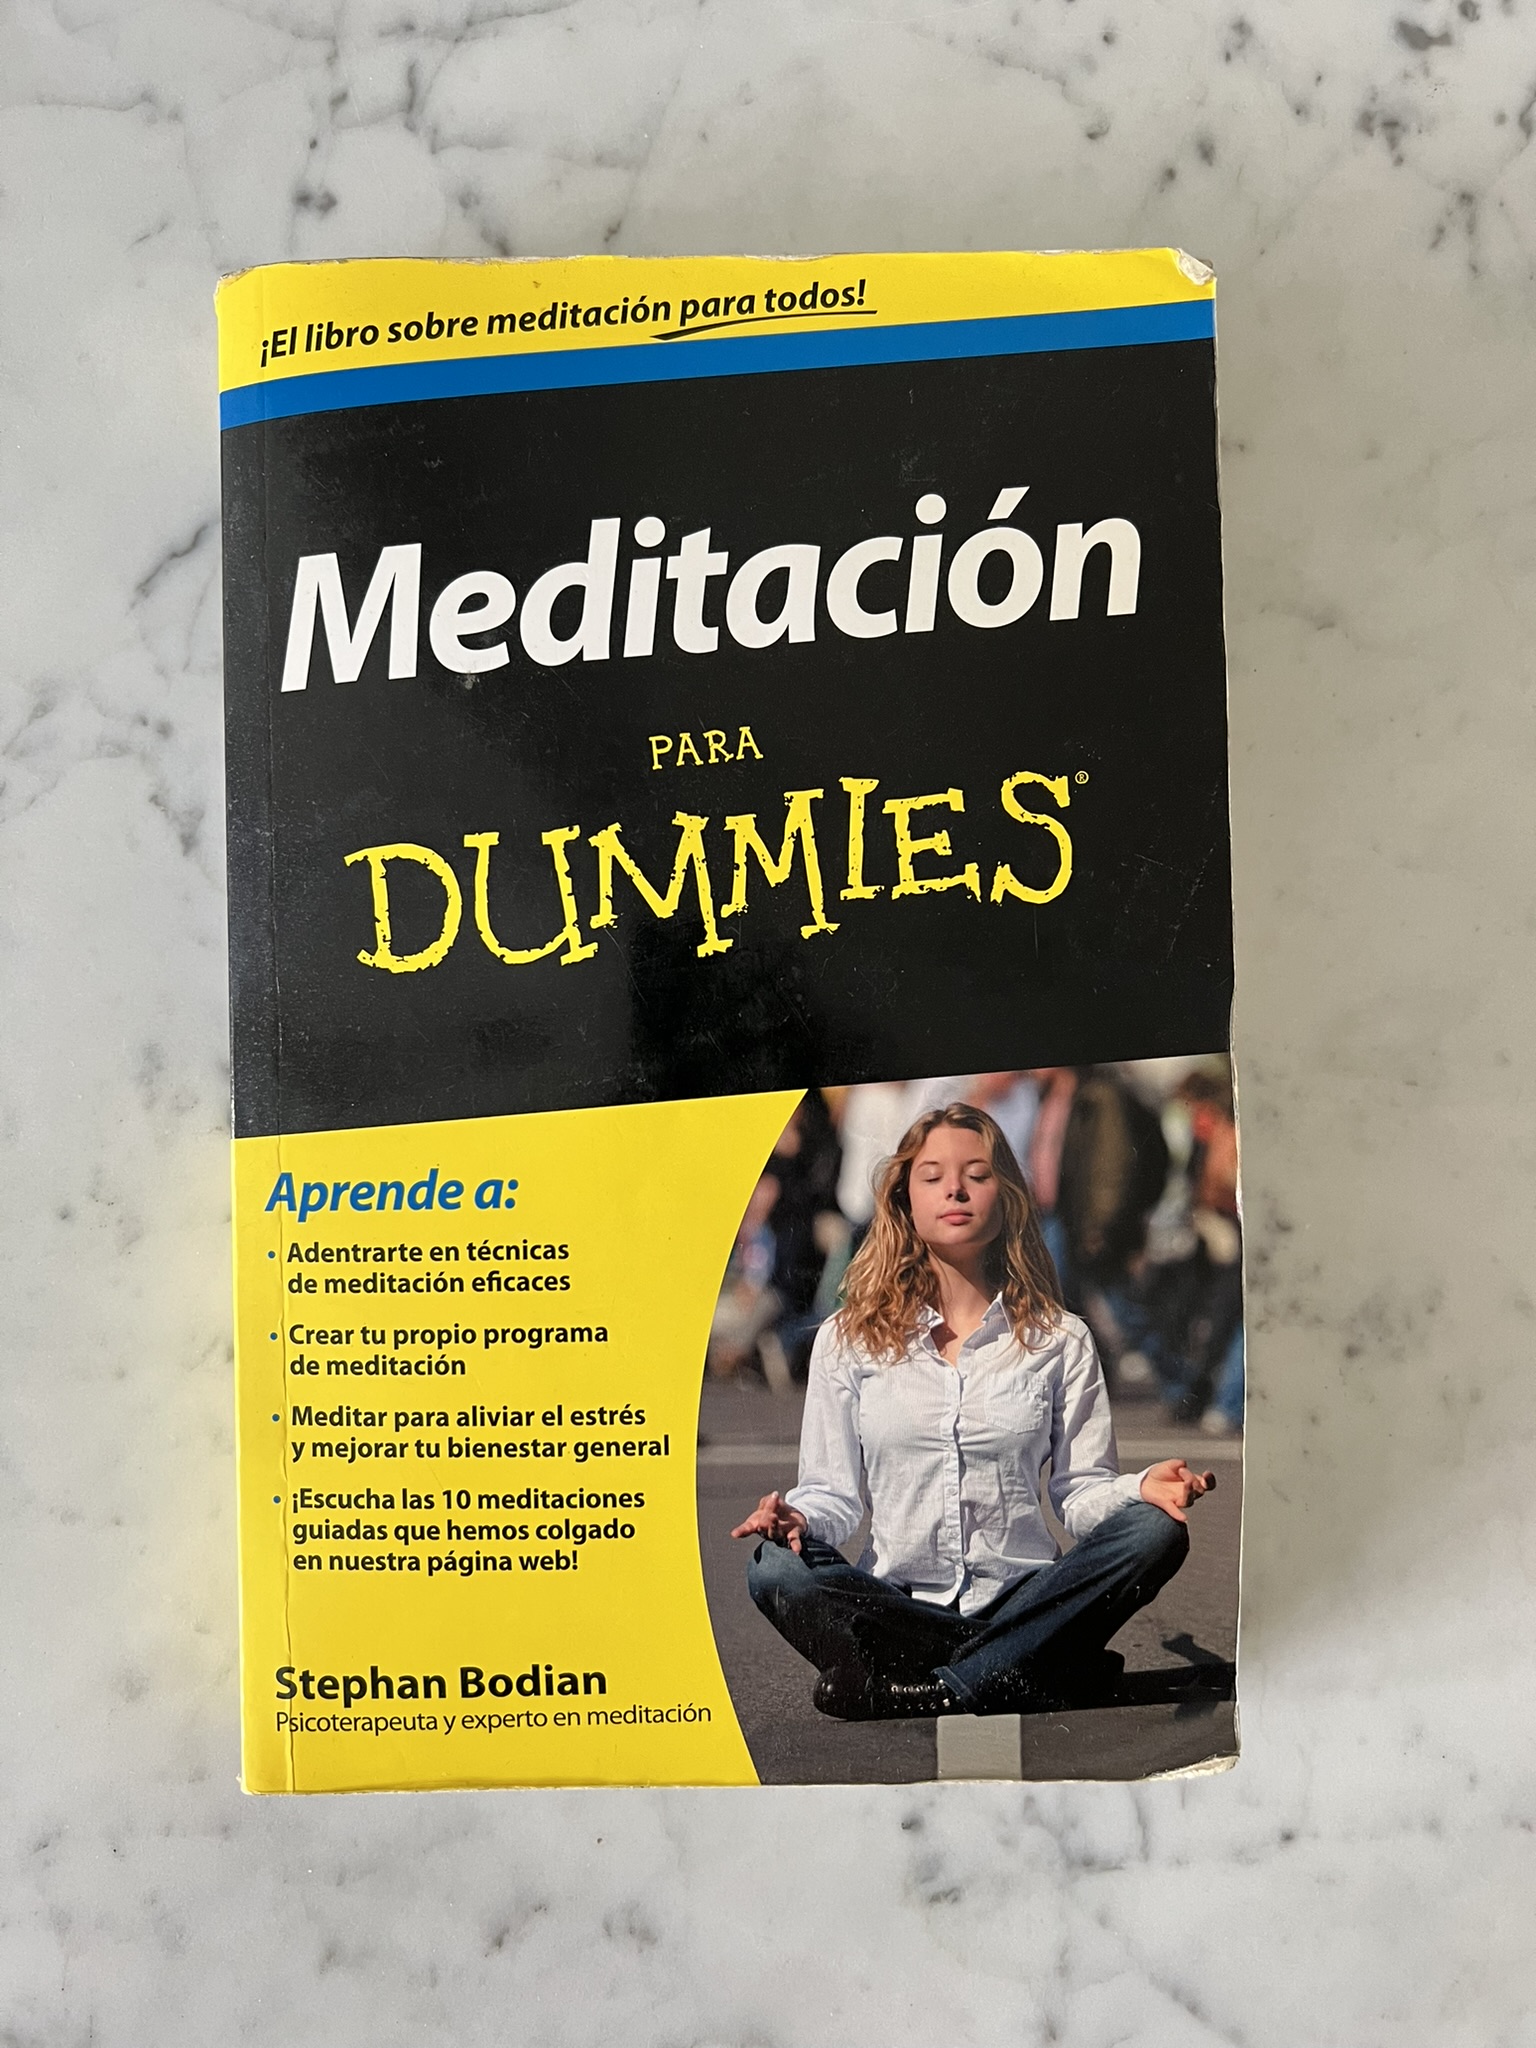 ¡El libro sobre meditación para todos!
Meditación
PARA
DUMMIES®
Aprende a:
• Adentrarte en técnicas
de meditación eficaces
• Crear tu propio programa
de meditación
• Meditar para aliviar el estrés
y mejorar tu bienestar general
• ¡Escucha las 10 meditaciones
guiadas que hemos colgado
en nuestra página web!
Stephan Bodian
Psicoterapeuta y experto en meditación